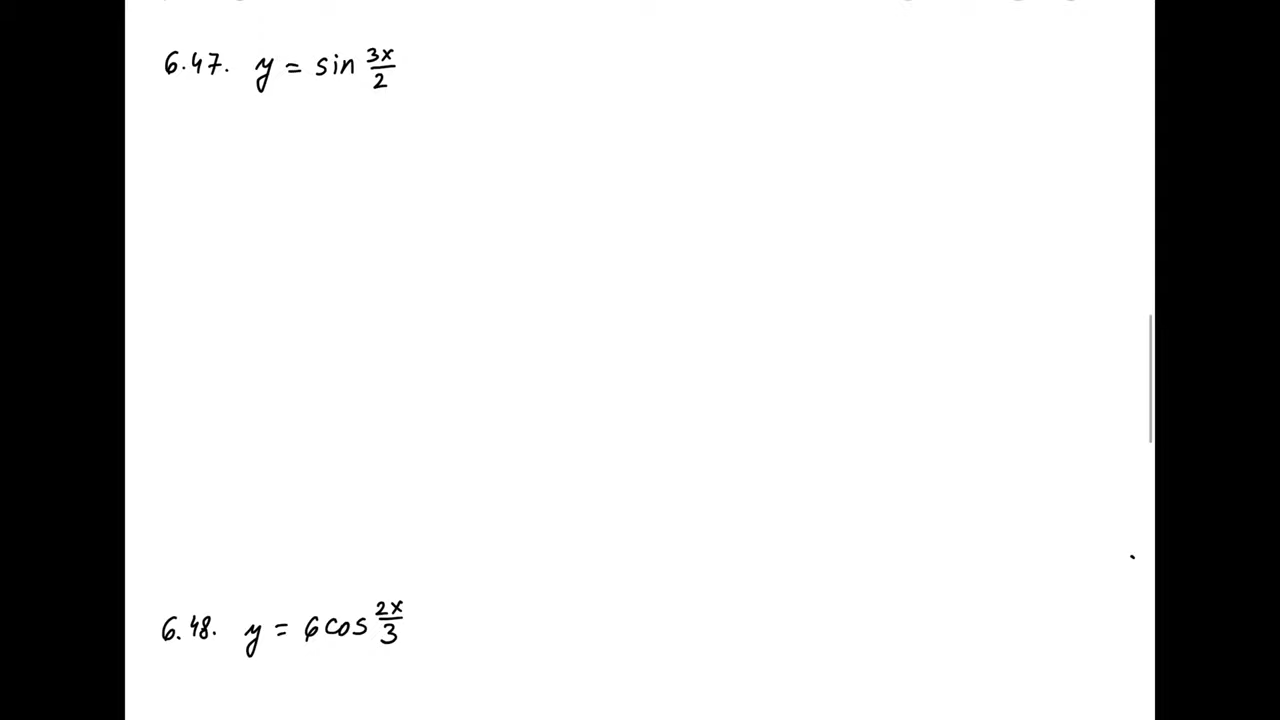 6.47. y = sin 3x/2
6.48. y = 6cos 2x/3